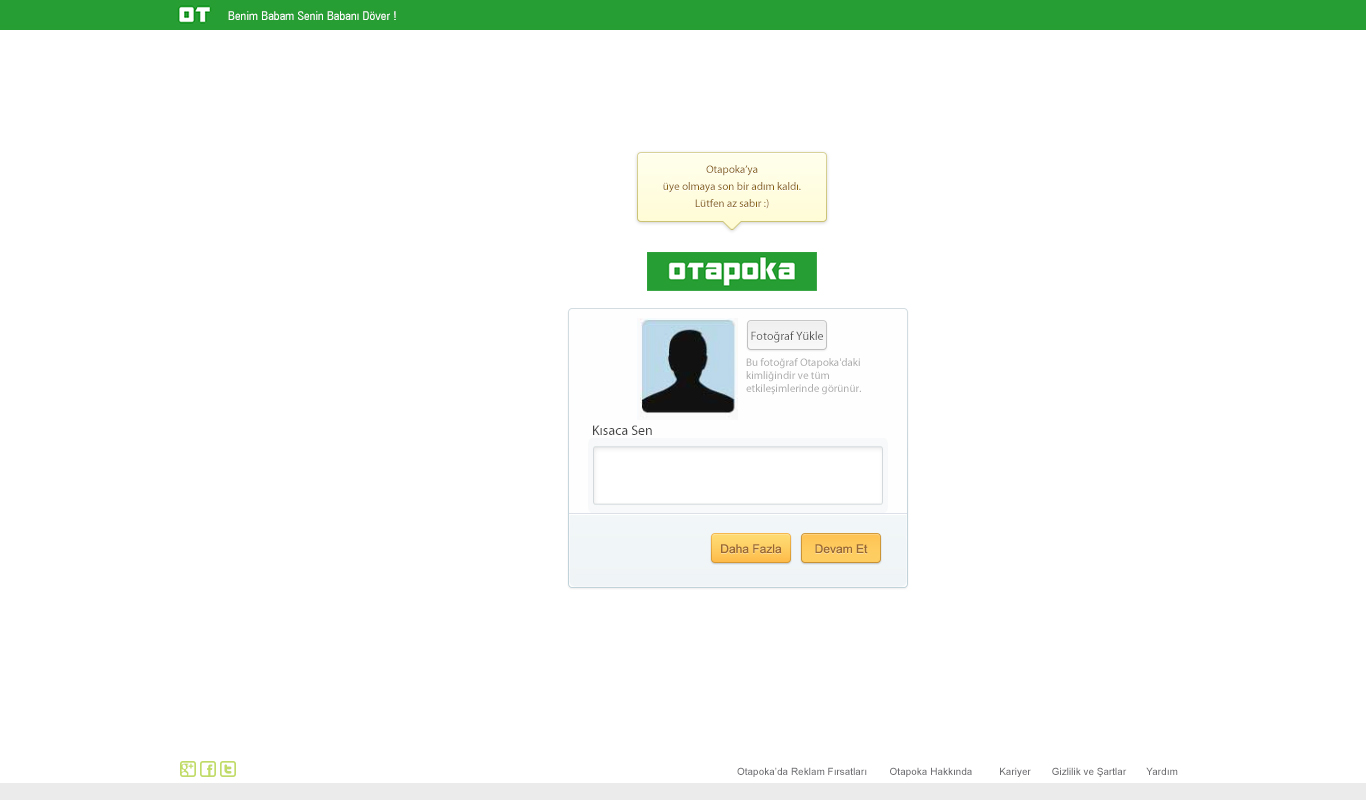 OT Benim Babam Senin Babanı Döver !
Otapoka'ya
üye olmaya son bir adım kaldı.
Lütfen az sabır :)
OTAPOKA
Fotoğraf Yükle
Bu fotoğraf Otapoka'daki
kimliğindir ve tüm
etkileşimlerinde görünür.
Kısaca Sen
Daha Fazla Devam Et
Otapoka'da Reklam Fırsatları Otapoka Hakkında Kariyer Gizlilik ve Şartlar Yardım